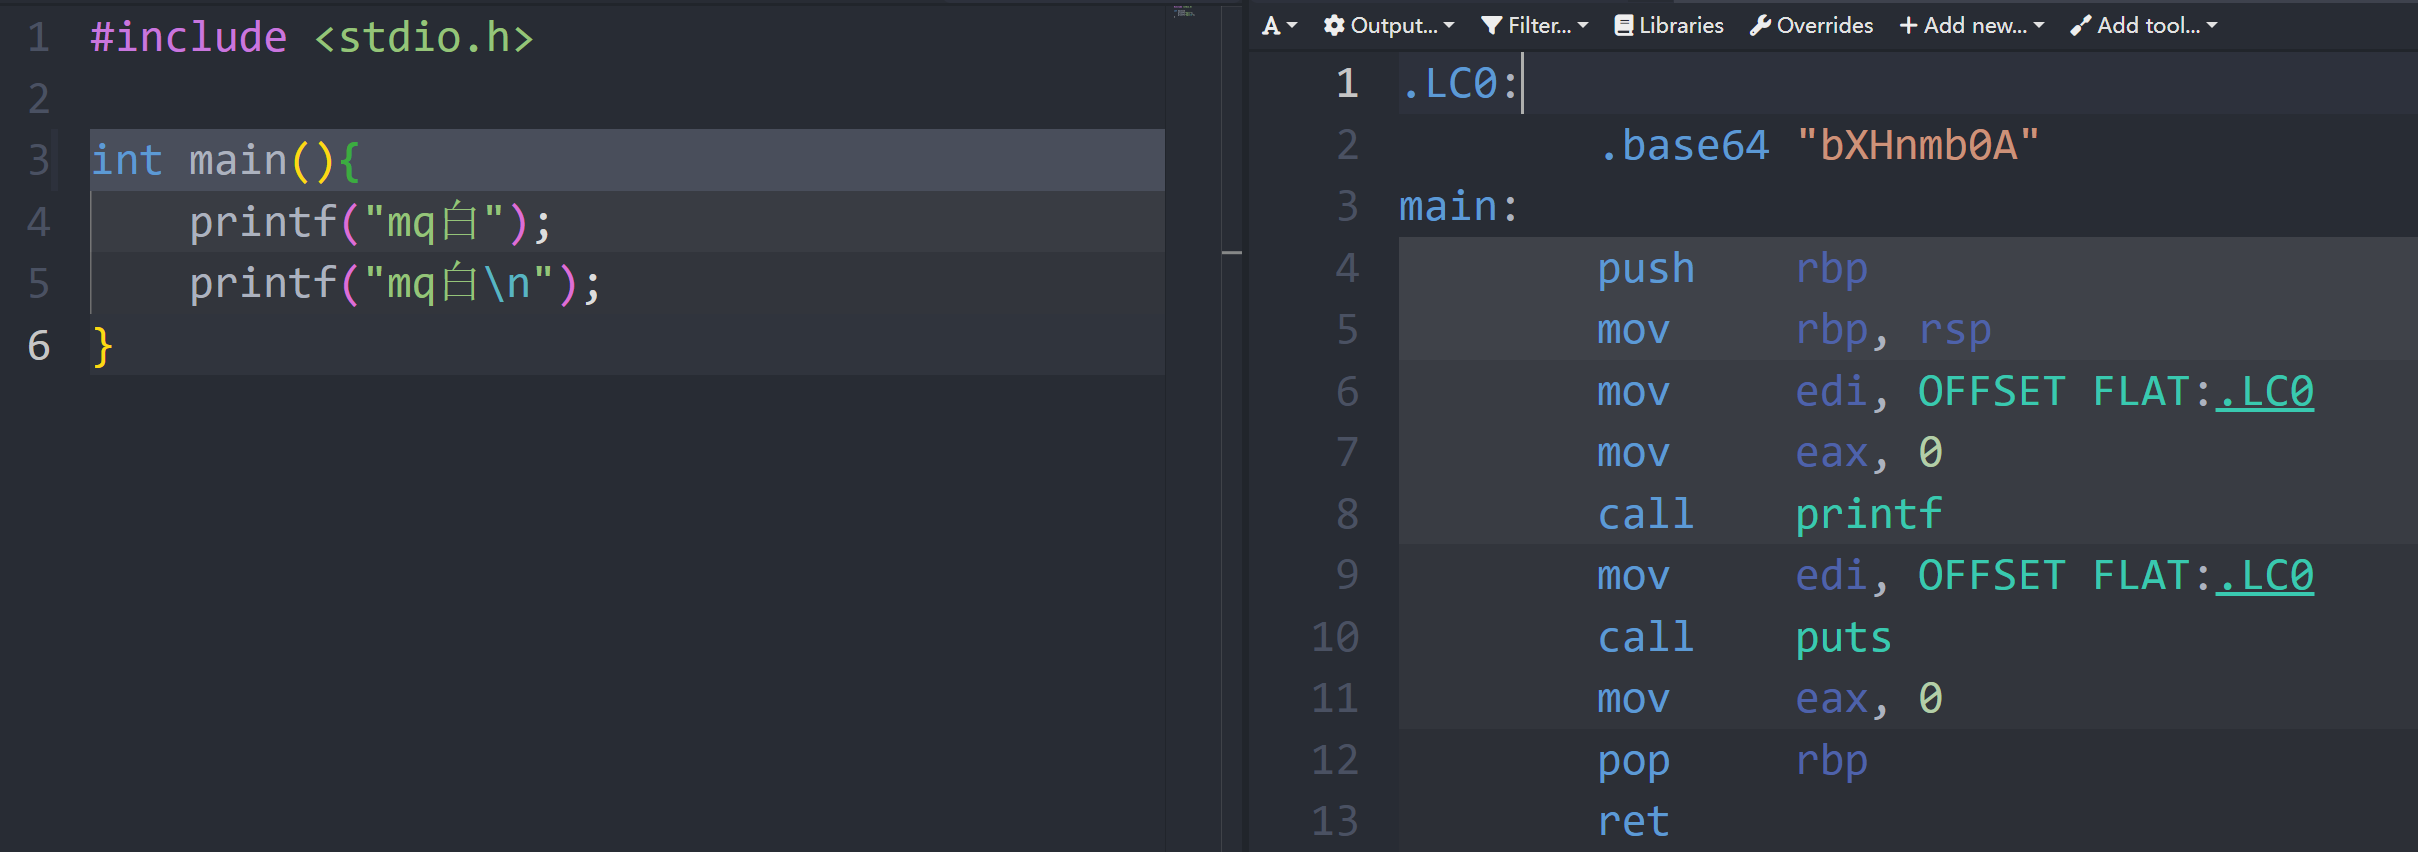 1 #include <stdio.h>
2
3 int main(){
4     printf("mq白");
5     printf("mq白\n");
6 }
A Output... Filter... Libraries Overrides + Add new... Add tool...
1 .LC0:
2         .base64 "bXHnmb0A"
3 main:
4         push    rbp
5         mov     rbp, rsp
6         mov     edi, OFFSET FLAT:.LC0
7         mov     eax, 0
8         call    printf
9         mov     edi, OFFSET FLAT:.LC0
10         call    puts
11         mov     eax, 0
12         pop     rbp
13         ret